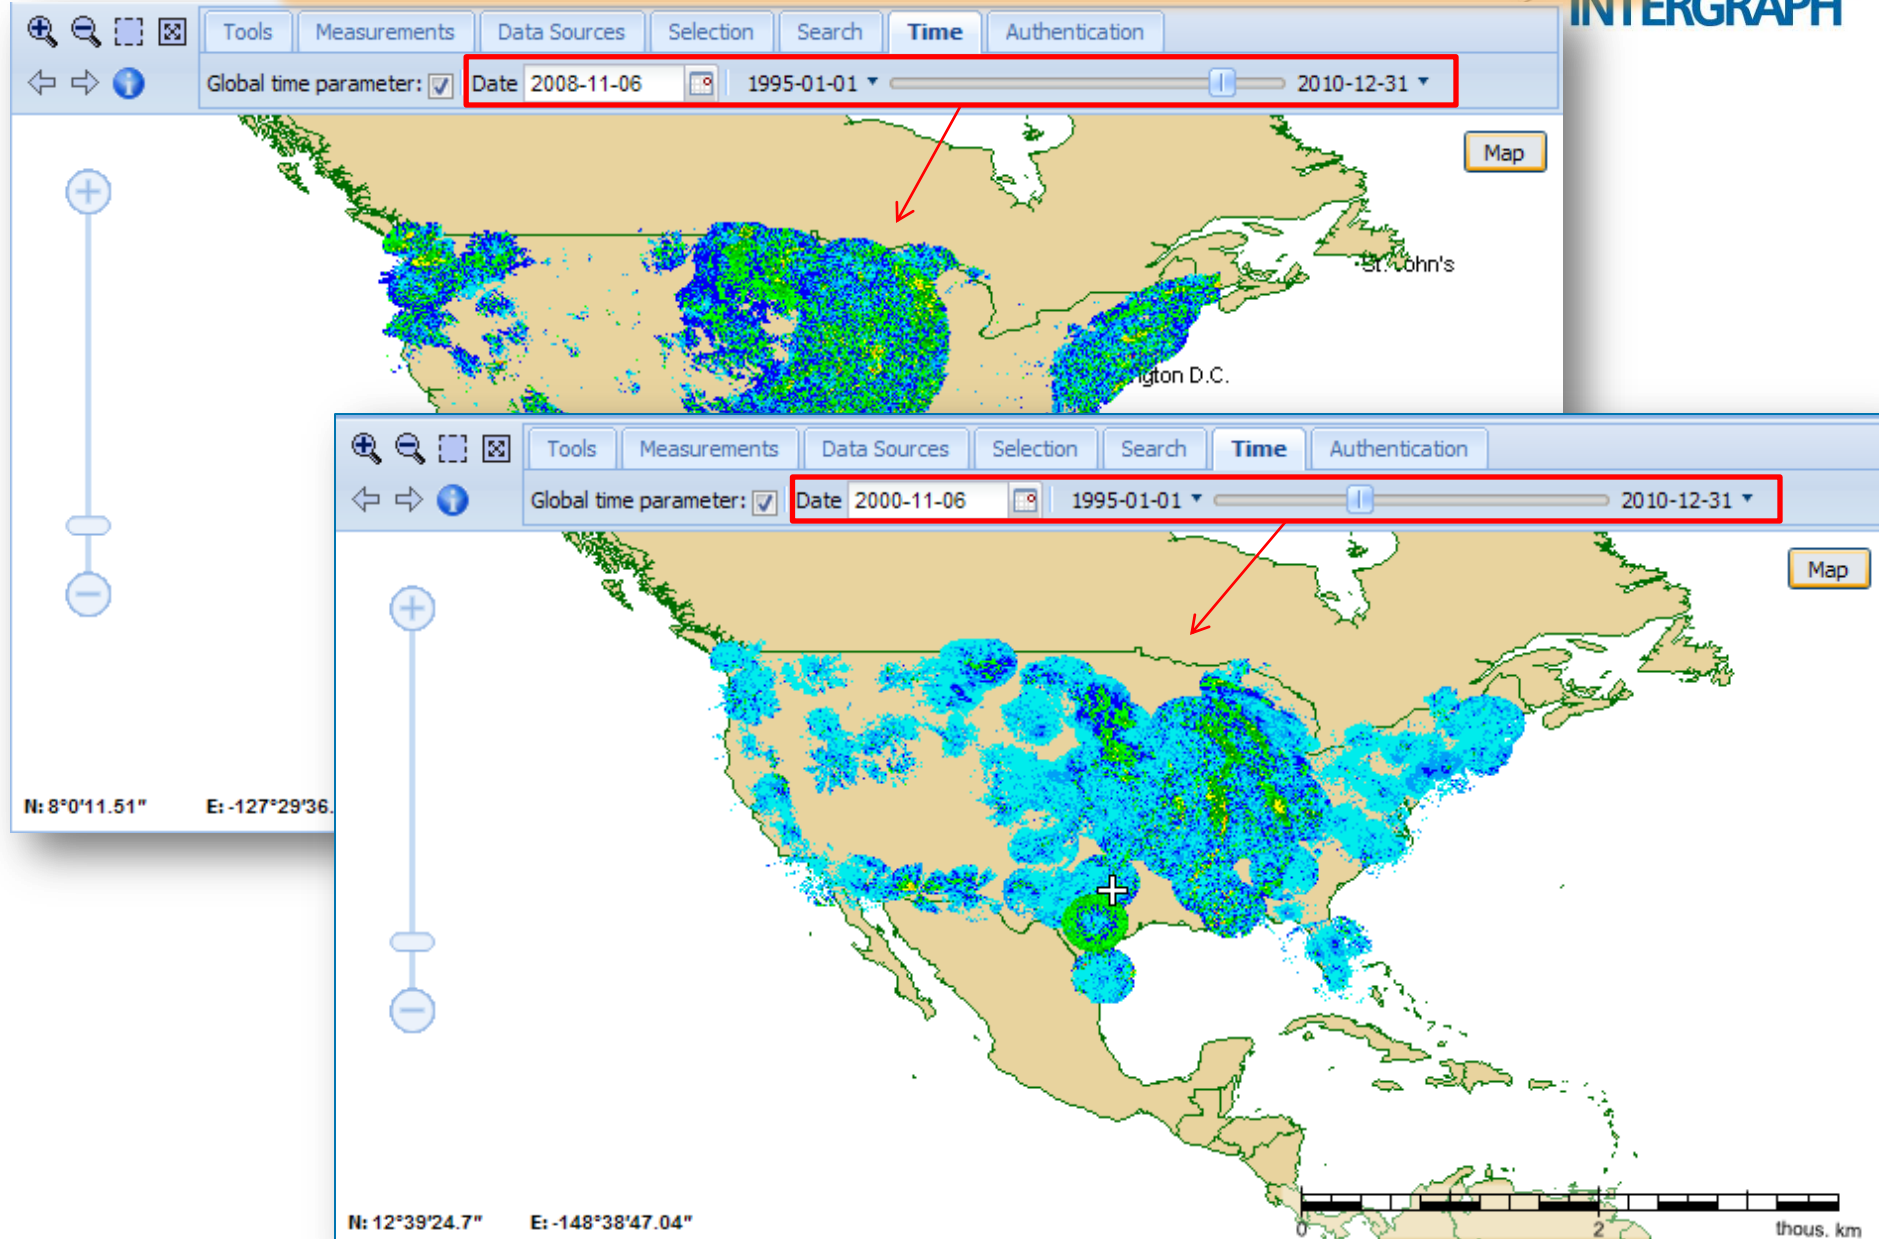 INTERGRAPH
Tools Measurements Data Sources Selection Search Time Authentication
Global time parameter: Date 2008-11-06 1995-01-01 2010-12-31
Map
St. John's
gton D.C.
N: 8°0'11.51" E: -127°29'36.
Tools Measurements Data Sources Selection Search Time Authentication
Global time parameter: Date 2000-11-06 1995-01-01 2010-12-31
Map
N: 12°39'24.7" E: -148°38'47.04"
0 2 thous. km